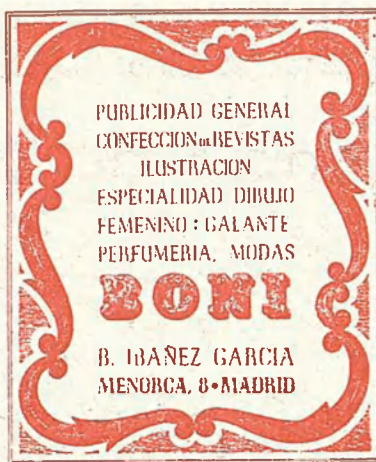 PUBLICIDAD GENERAL
CONFECCION DE REVISTAS
ILUSTRACION
ESPECIALIDAD DIBUJO
FEMENINO : GALANTE
PERFUMERIA, MODAS
BONI
B. IBAÑEZ GARCIA
MENORCA, 8 • MADRID